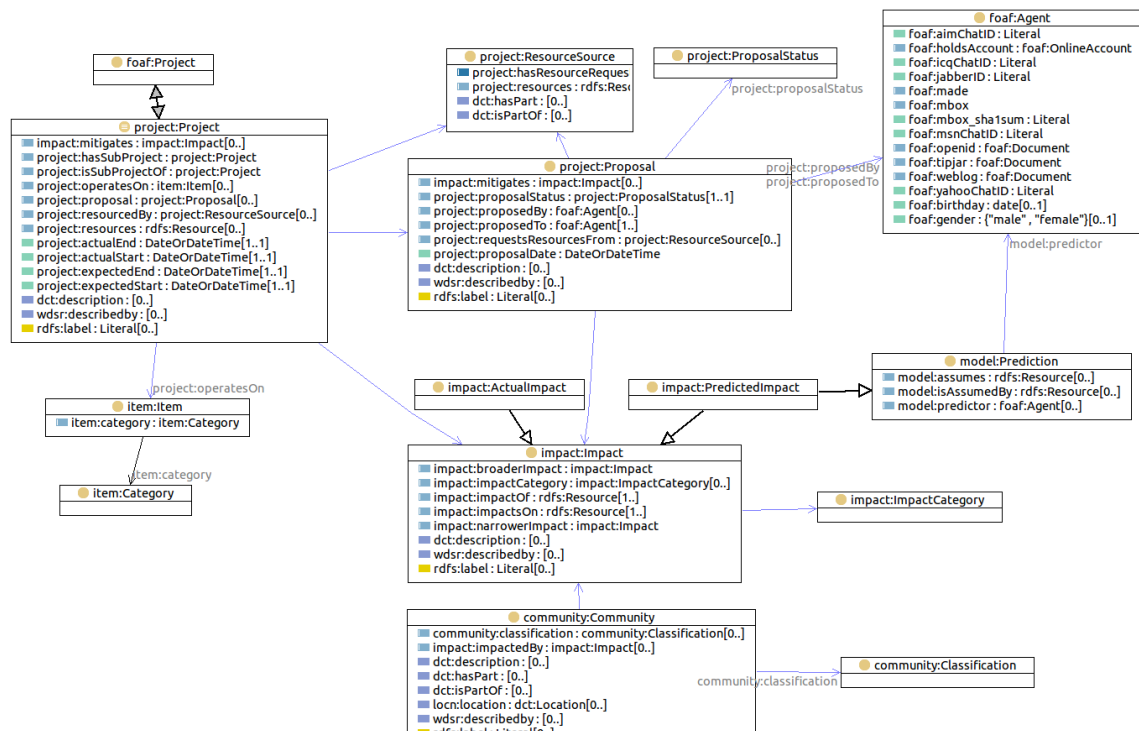 foaf:Project
project:Project
impact:mitigates : impact:Impact[0..]
project:hasSubProject : project:Project
project:isSubProjectOf : project:Project
project:operatesOn : item:Item[0..]
project:proposal : project:Proposal[0..]
project:resourcedBy : project:ResourceSource[0..]
project:resources : rdfs:Resource[0..]
project:actualEnd : DateOrDateTime[1..1]
project:actualStart : DateOrDateTime[1..1]
project:expectedEnd : DateOrDateTime[1..1]
project:expectedStart : DateOrDateTime[1..1]
dct:description : [0..]
wdsr:describedby : [0..]
rdfs:label : Literal[0..]
project:ResourceSource
project:hasResourceReques
project:resources : rdfs:Res
dct:hasPart : [0..]
dct:isPartOf : [0..]
project:ProposalStatus
project:proposalStatus
foaf:Agent
foaf:aimChatID : Literal
foaf:holdsAccount : foaf:OnlineAccount
foaf:icqChatID : Literal
foaf:jabberID : Literal
foaf:made
foaf:mbox
foaf:mbox_sha1sum : Literal
foaf:msnChatID : Literal
foaf:openid : foaf:Document
foaf:tipjar : foaf:Document
foaf:weblog : foaf:Document
foaf:yahooChatID : Literal
foaf:birthday : date[0..1]
foaf:gender : {"male" , "female"}[0..1]
project:Proposal
impact:mitigates : impact:Impact[0..]
project:proposalStatus : project:ProposalStatus[1..1]
project:proposedBy : foaf:Agent[0..]
project:proposedTo : foaf:Agent[1..]
project:requestsResourcesFrom : project:ResourceSource[0..]
project:proposalDate : DateOrDateTime
dct:description : [0..]
wdsr:describedby : [0..]
rdfs:label : Literal[0..]
project:proposedBy
project:proposedTo
model:predictor
model:Prediction
model:assumes : rdfs:Resource[0..]
model:isAssumedBy : rdfs:Resource[0..]
model:predictor : foaf:Agent[0..]
project:operatesOn
item:Item
item:category : item:Category
item:category
item:Category
impact:ActualImpact
impact:PredictedImpact
impact:Impact
impact:broaderImpact : impact:Impact
impact:impactCategory : impact:ImpactCategory[0..]
impact:impactOf : rdfs:Resource[1..]
impact:impactsOn : rdfs:Resource[1..]
impact:narrowerImpact : impact:Impact
dct:description : [0..]
wdsr:describedby : [0..]
rdfs:label : Literal[0..]
impact:ImpactCategory
community:Community
community:classification : community:Classification[0..]
impact:impactedBy : impact:Impact[0..]
dct:description : [0..]
dct:hasPart : [0..]
dct:isPartOf : [0..]
locn:location : dct:Location[0..]
wdsr:describedby : [0..]
rdfs:label : Literal[0..]
community:classification
community:Classification